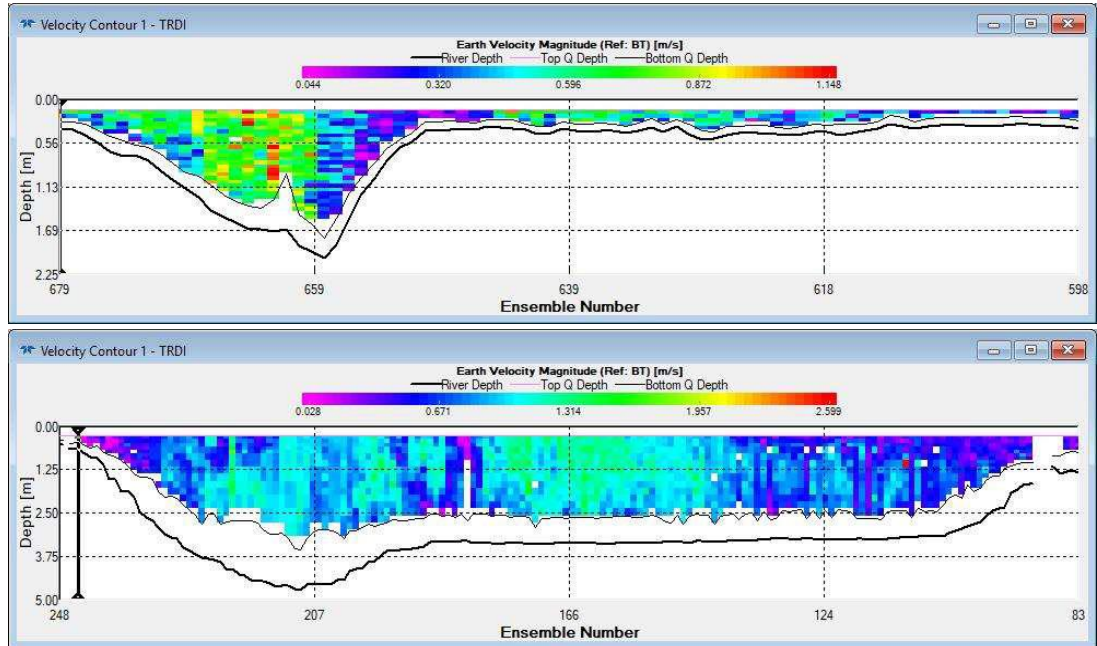 Velocity Contour 1 - TRDI
Earth Velocity Magnitude (Ref: BT) [m/s]
River Depth Top Q Depth Bottom Q Depth
0.044 0.320 0.596 0.872 1.148
0.00
0.56
1.13
1.69
2.25
Depth [m]
679 659 639 618 598
Ensemble Number
Velocity Contour 1 - TRDI
Earth Velocity Magnitude (Ref: BT) [m/s]
River Depth Top Q Depth Bottom Q Depth
0.028 0.671 1.314 1.957 2.599
0.00
1.25
2.50
3.75
5.00
Depth [m]
248 207 166 124 83
Ensemble Number